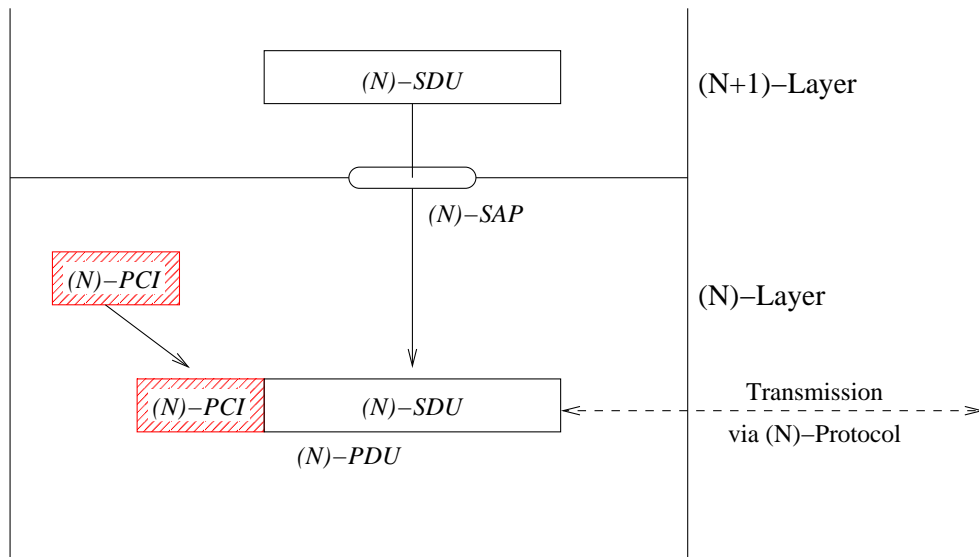 (N)−SDU
(N+1)−Layer
(N)−SAP
(N)−PCI
(N)−Layer
(N)−PCI
(N)−SDU
Transmission
via (N)−Protocol
(N)−PDU